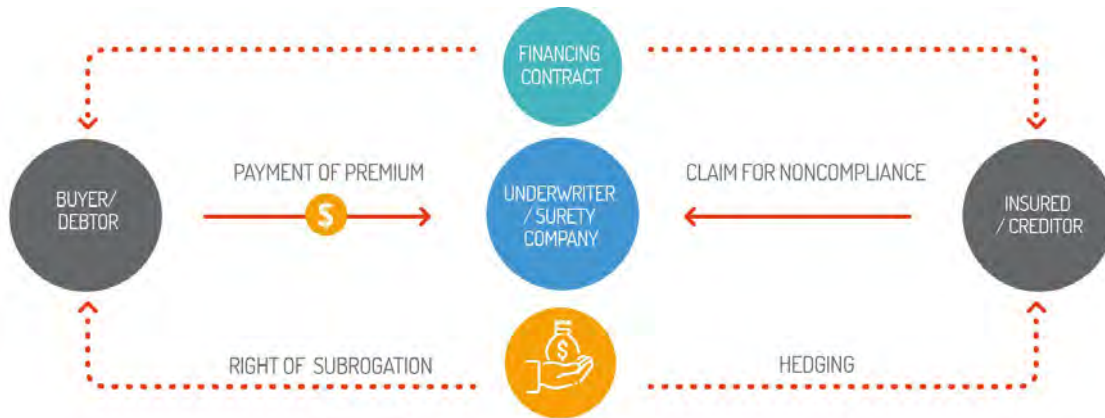 FINANCING
CONTRACT
BUYER/
DEBTOR
PAYMENT OF PREMIUM
$
UNDERWRITER
/ SURETY
COMPANY
CLAIM FOR NONCOMPLIANCE
INSURED
/ CREDITOR
RIGHT OF SUBROGATION
$
HEDGING